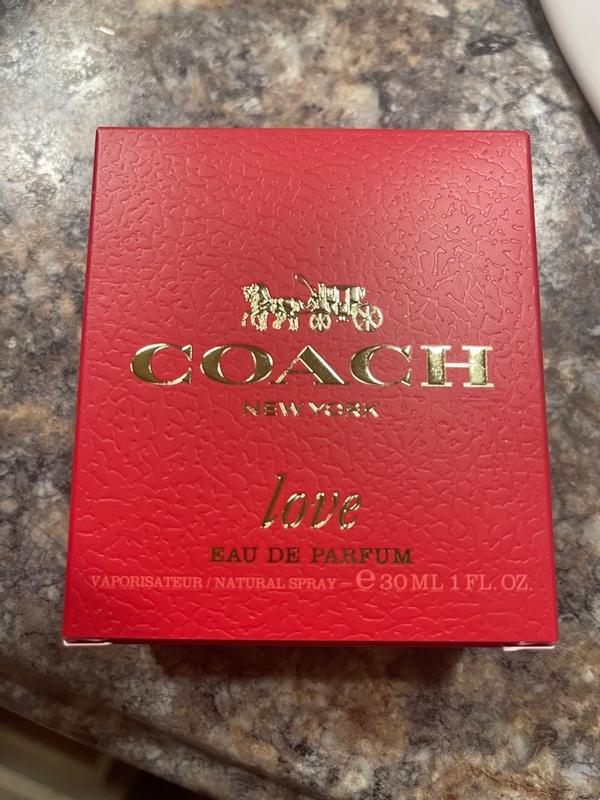 COACH
NEW YORK
love
EAU DE PARFUM
VAPORISATEUR / NATURAL SPRAY – ℮ 30 ML 1 FL. OZ.